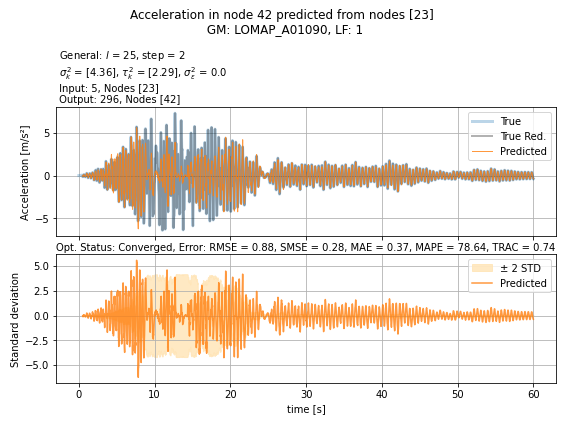 Acceleration in node 42 predicted from nodes [23]
GM: LOMAP_A01090, LF: 1
General: l = 25, step = 2
σ²ₖ = [4.36], τ²ₖ = [2.29], σ²ε = 0.0
Input: 5, Nodes [23]
Output: 296, Nodes [42]
True
True Red.
Predicted
Acceleration [m/s²]
5
0
−5
Opt. Status: Converged, Error: RMSE = 0.88, SMSE = 0.28, MAE = 0.37, MAPE = 78.64, TRAC = 0.74
± 2 STD
Predicted
Standard deviation
5.0
2.5
0.0
−2.5
−5.0
0 10 20 30 40 50 60
time [s]